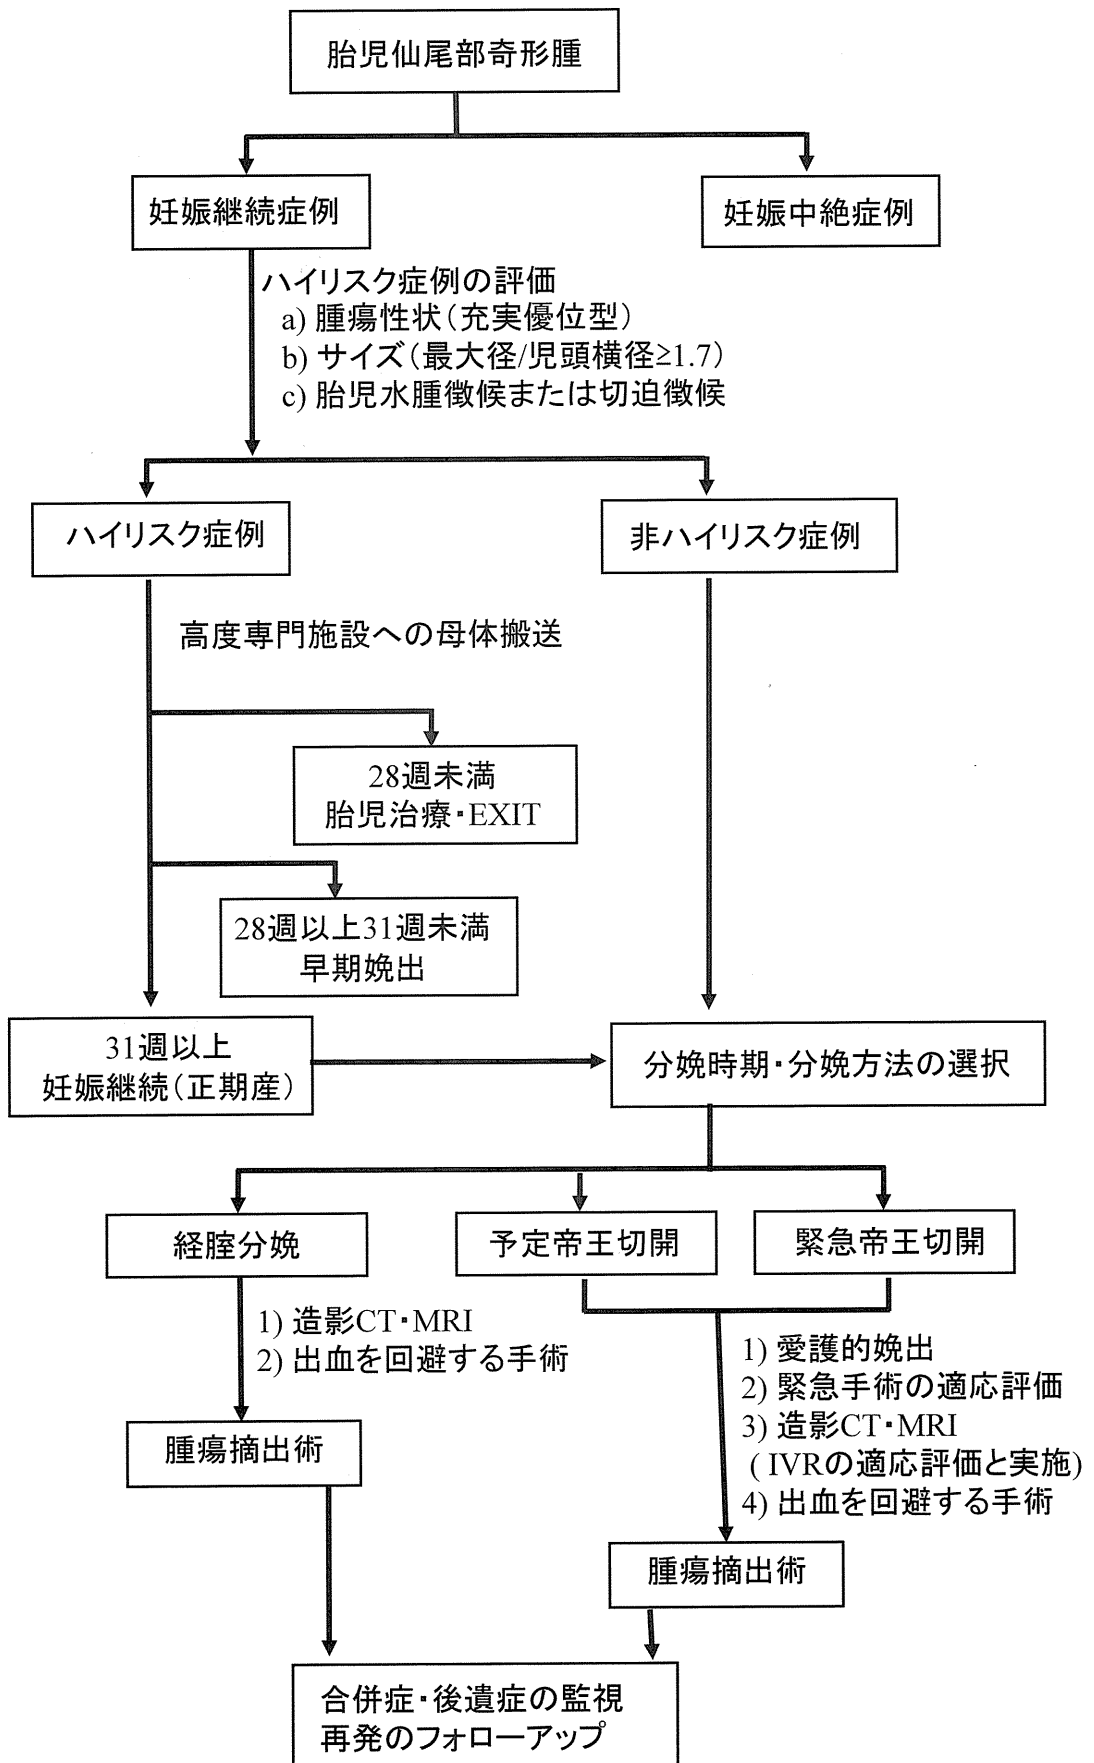 胎児仙尾部奇形腫
妊娠継続症例
妊娠中絶症例
ハイリスク症例の評価
a) 腫瘍性状(充実優位型)
b) サイズ(最大径/児頭横径≥1.7)
c) 胎児水腫徴候または切迫徴候
ハイリスク症例
非ハイリスク症例
高度専門施設への母体搬送
28週未満
胎児治療・EXIT
28週以上31週未満
早期娩出
31週以上
妊娠継続(正期産)
分娩時期・分娩方法の選択
経腟分娩
予定帝王切開
緊急帝王切開
1) 造影CT・MRI
2) 出血を回避する手術
1) 愛護的娩出
2) 緊急手術の適応評価
3) 造影CT・MRI
( IVRの適応評価と実施)
4) 出血を回避する手術
腫瘍摘出術
腫瘍摘出術
合併症・後遺症の監視
再発のフォローアップ